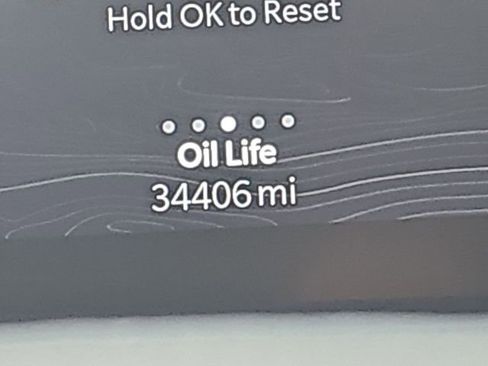 Hold OK to Reset
Oil Life
34406 mi